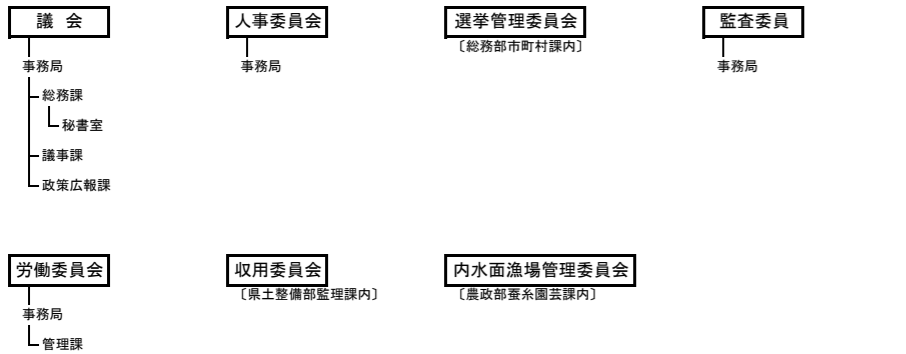 議　会
事務局
総務課
秘書室
議事課
政策広報課
人事委員会
事務局
選挙管理委員会
〔総務部市町村課内〕
監査委員
事務局
労働委員会
事務局
管理課
収用委員会
〔県土整備部監理課内〕
内水面漁場管理委員会
〔農政部蚕糸園芸課内〕